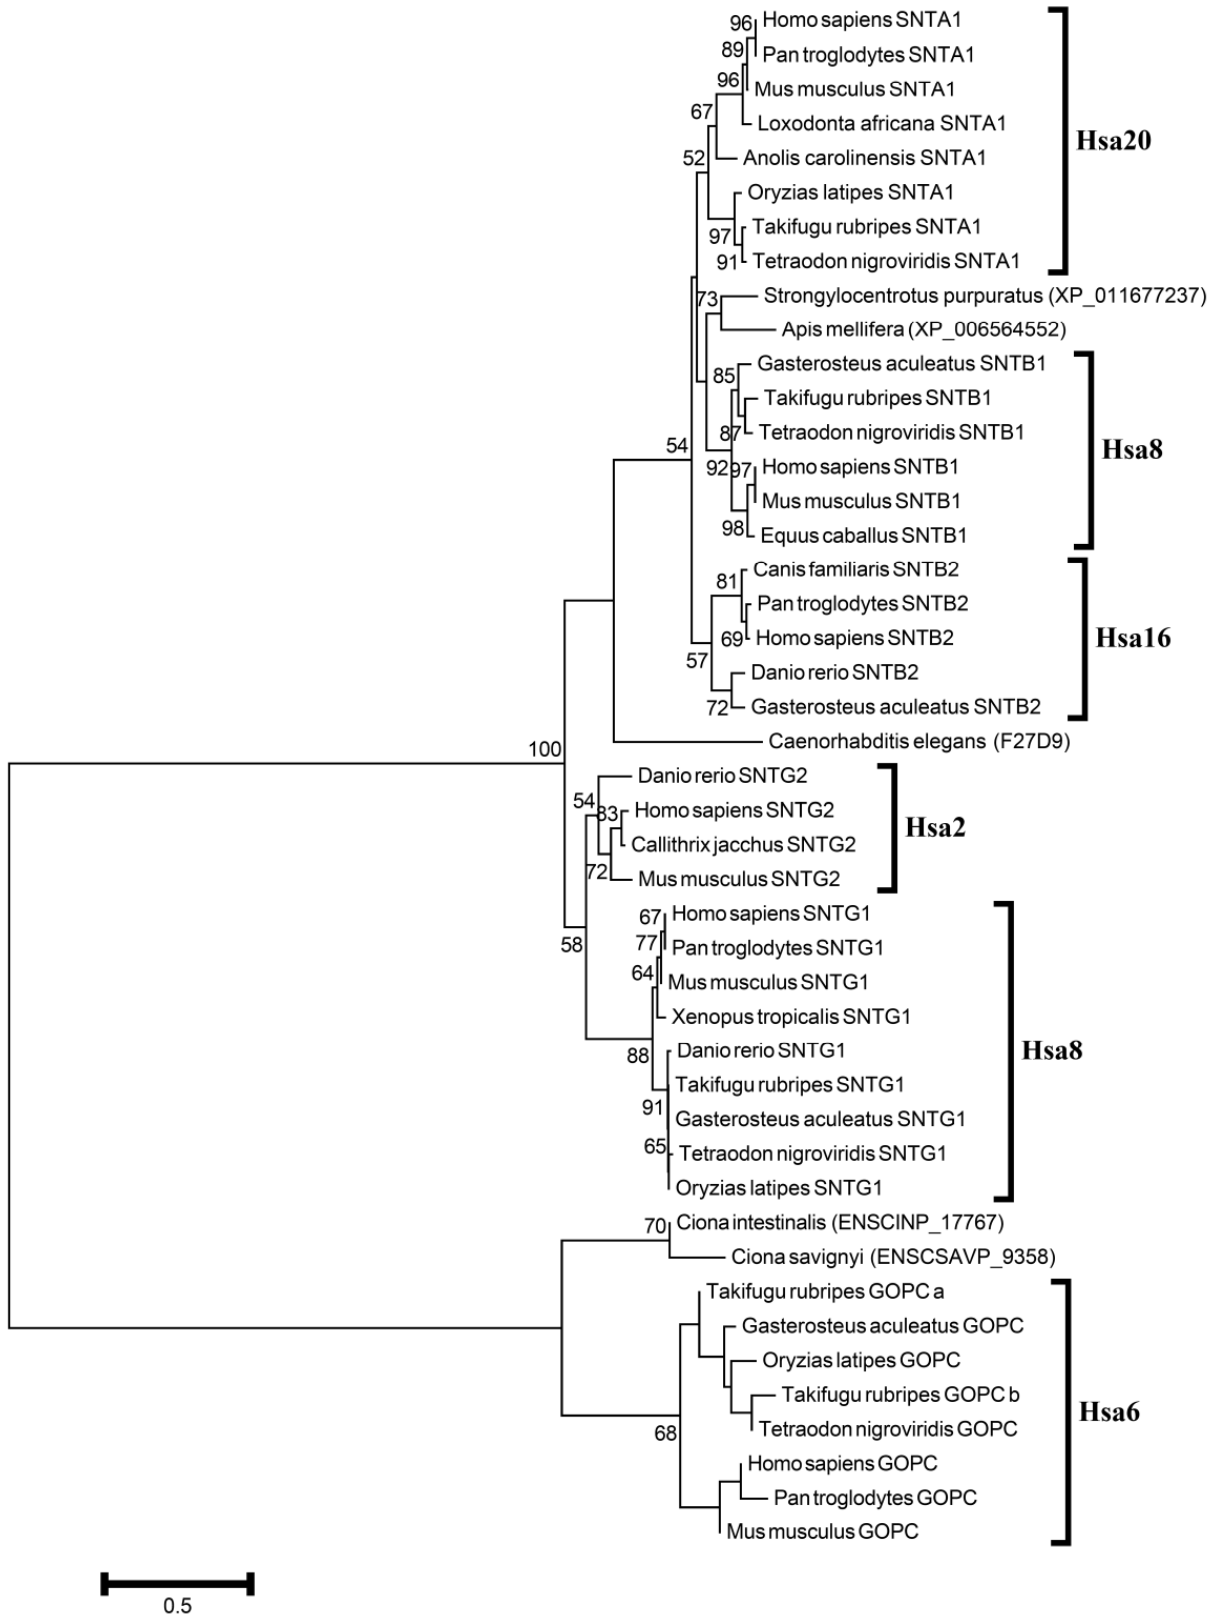 96
Homo sapiens SNTA1
89
Pan troglodytes SNTA1
96
Mus musculus SNTA1
67
Loxodonta africana SNTA1
Hsa20
52
Anolis carolinensis SNTA1
Oryzias latipes SNTA1
Takifugu rubripes SNTA1
97
91
Tetraodon nigroviridis SNTA1
73
Strongylocentrotus purpuratus (XP_011677237)
Apis mellifera (XP_006564552)
Gasterosteus aculeatus SNTB1
85
Takifugu rubripes SNTB1
87
Tetraodon nigroviridis SNTB1
Hsa8
54
92
97
Homo sapiens SNTB1
Mus musculus SNTB1
98
Equus caballus SNTB1
Canis familiaris SNTB2
81
Pan troglodytes SNTB2
69
Homo sapiens SNTB2
Hsa16
57
Danio rerio SNTB2
72
Gasterosteus aculeatus SNTB2
100
Caenorhabditis elegans (F27D9)
Danio rerio SNTG2
54
83
Homo sapiens SNTG2
Hsa2
Callithrix jacchus SNTG2
72
Mus musculus SNTG2
67
Homo sapiens SNTG1
58
77
Pan troglodytes SNTG1
64
Mus musculus SNTG1
Xenopus tropicalis SNTG1
88
Danio rerio SNTG1
Hsa8
Takifugu rubripes SNTG1
91
Gasterosteus aculeatus SNTG1
65
Tetraodon nigroviridis SNTG1
Oryzias latipes SNTG1
70
Ciona intestinalis (ENSCINP_17767)
Ciona savignyi (ENSCSAVP_9358)
Takifugu rubripes GOPC a
Gasterosteus aculeatus GOPC
Oryzias latipes GOPC
Takifugu rubripes GOPC b
Hsa6
68
Tetraodon nigroviridis GOPC
Homo sapiens GOPC
Pan troglodytes GOPC
Mus musculus GOPC
0.5